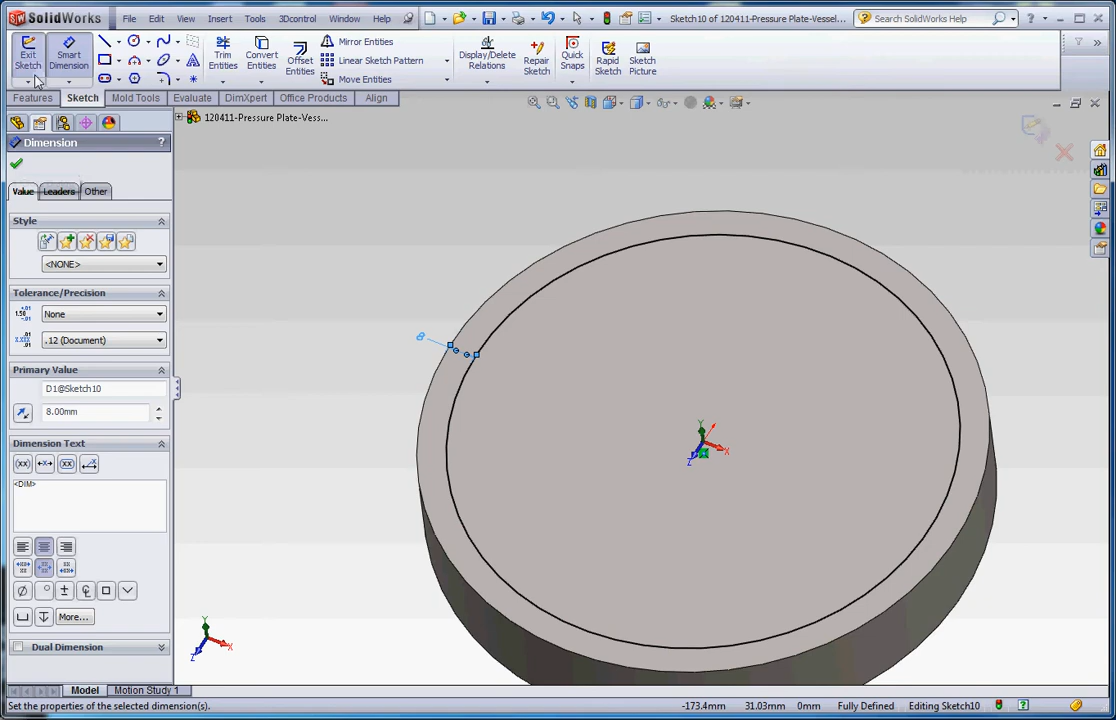 SolidWorks
File Edit View Insert Tools 3Dcontrol Window Help
Sketch10 of 120411-Pressure Plate-Vessel...
Search SolidWorks Help
Exit Sketch
Smart Dimension
Trim Entities
Convert Entities
Offset Entities
Mirror Entities
Linear Sketch Pattern
Move Entities
Display/Delete Relations
Repair Sketch
Quick Snaps
Rapid Sketch
Sketch Picture
Features Sketch Mold Tools Evaluate DimXpert Office Products Align
120411-Pressure Plate-Vess...
Dimension ?
Value Leaders Other
Style
<NONE>
Tolerance/Precision
None
.12 (Document)
Primary Value
D1@Sketch10
8.00mm
Dimension Text
<DIM>
More...
Dual Dimension
8
Y
X
Z
Y
X
Z
Model Motion Study 1
Set the properties of the selected dimension(s).
-173.4mm 31.03mm 0mm Fully Defined Editing Sketch10